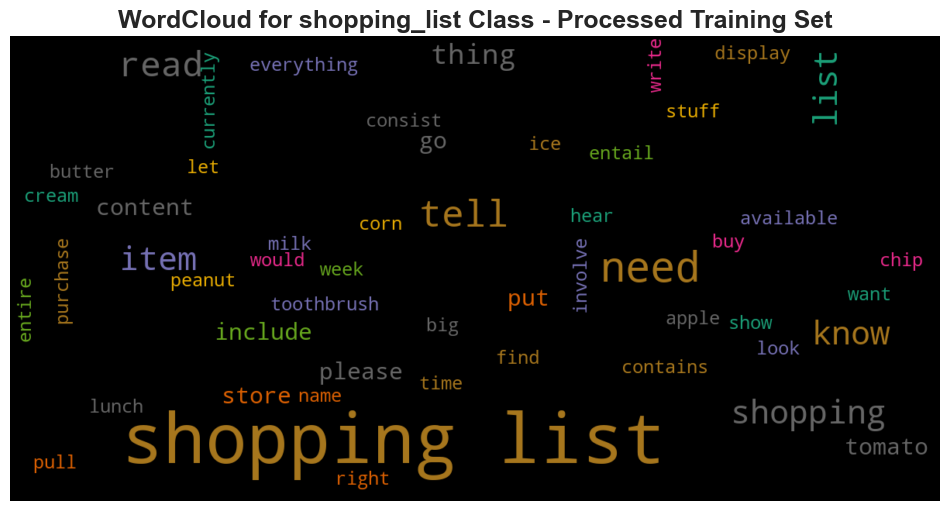 WordCloud for shopping_list Class - Processed Training Set
read
thing
write
display
list
currently
everything
stuff
consist
go
ice
entail
butter
let
cream
content
corn
tell
hear
available
purchase
item
milk
would
week
peanut
need
buy
chip
entire
toothbrush
put
involve
want
include
big
apple
show
know
look
please
find
time
contains
store
name
lunch
shopping list
shopping
tomato
pull
right